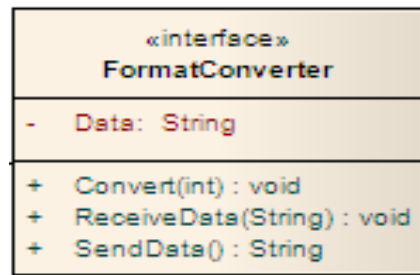 «interface»
FormatConverter
- Data: String
+ Convert(int) : void
+ ReceiveData(String) : void
+ SendData() : String